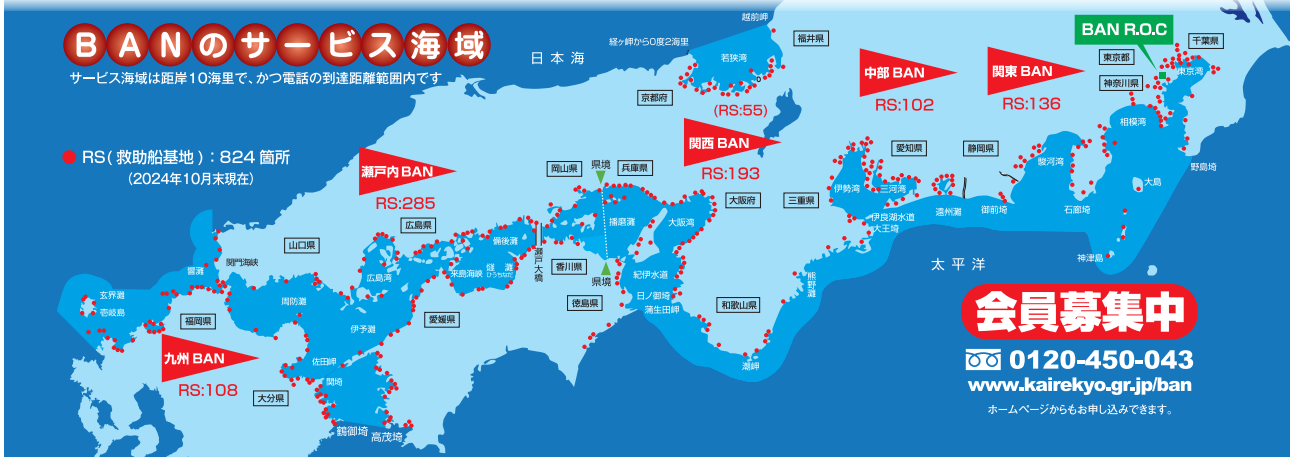 BANのサービス海域
サービス海域は距岸10海里で、かつ電話の到達距離範囲内です
● RS(救助船基地)：824箇所
(2024年10月末現在)
日本海
経ヶ岬から0度2海里
越前岬
福井県
若狭湾
京都府
(RS:55)
中部 BAN
RS:102
関東 BAN
RS:136
BAN R.O.C
千葉県
東京都
東京湾
神奈川県
相模湾
関西 BAN
RS:193
瀬戸内 BAN
RS:285
岡山県
県境
兵庫県
愛知県
静岡県
駿河湾
野島埼
大島
三重県
伊勢湾
三河湾
大阪府
伊良湖水道
大王埼
遠州灘
御前埼
石廊埼
神津島
播磨灘
大阪湾
広島県
備後灘
瀬戸大橋
山口県
関門海峡
響灘
広島湾
来島海峡
燧灘
ひうちなだ
香川県
県境
紀伊水道
熊野灘
太平洋
玄界灘
壱岐島
福岡県
周防灘
伊予灘
愛媛県
徳島県
日ノ御埼
蒲生田岬
和歌山県
潮岬
九州 BAN
RS:108
佐田岬
関埼
大分県
鶴御埼
高茂埼
会員募集中
0120-450-043
www.kairekyo.gr.jp/ban
ホームページからもお申し込みできます。